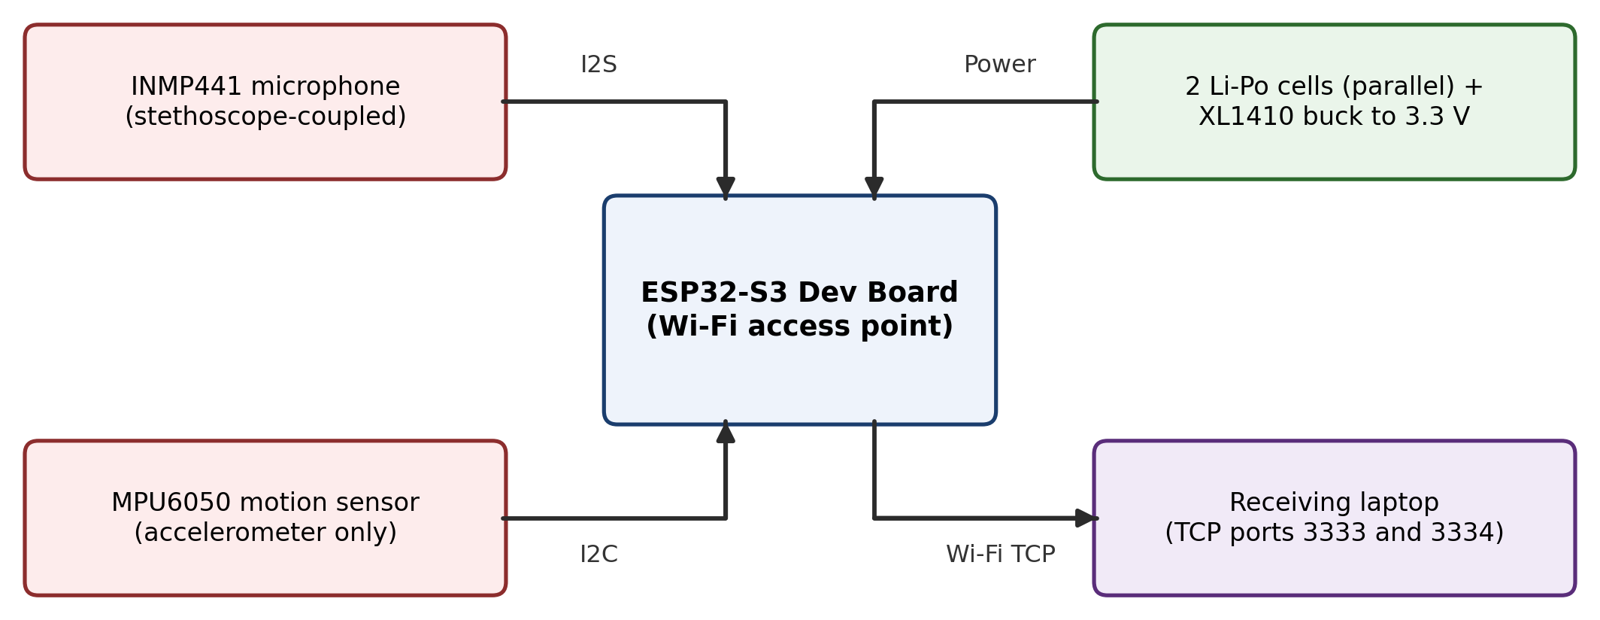 INMP441 microphone
(stethoscope-coupled)
I2S
Power
2 Li-Po cells (parallel) +
XL1410 buck to 3.3 V
ESP32-S3 Dev Board
(Wi-Fi access point)
MPU6050 motion sensor
(accelerometer only)
I2C
Wi-Fi TCP
Receiving laptop
(TCP ports 3333 and 3334)